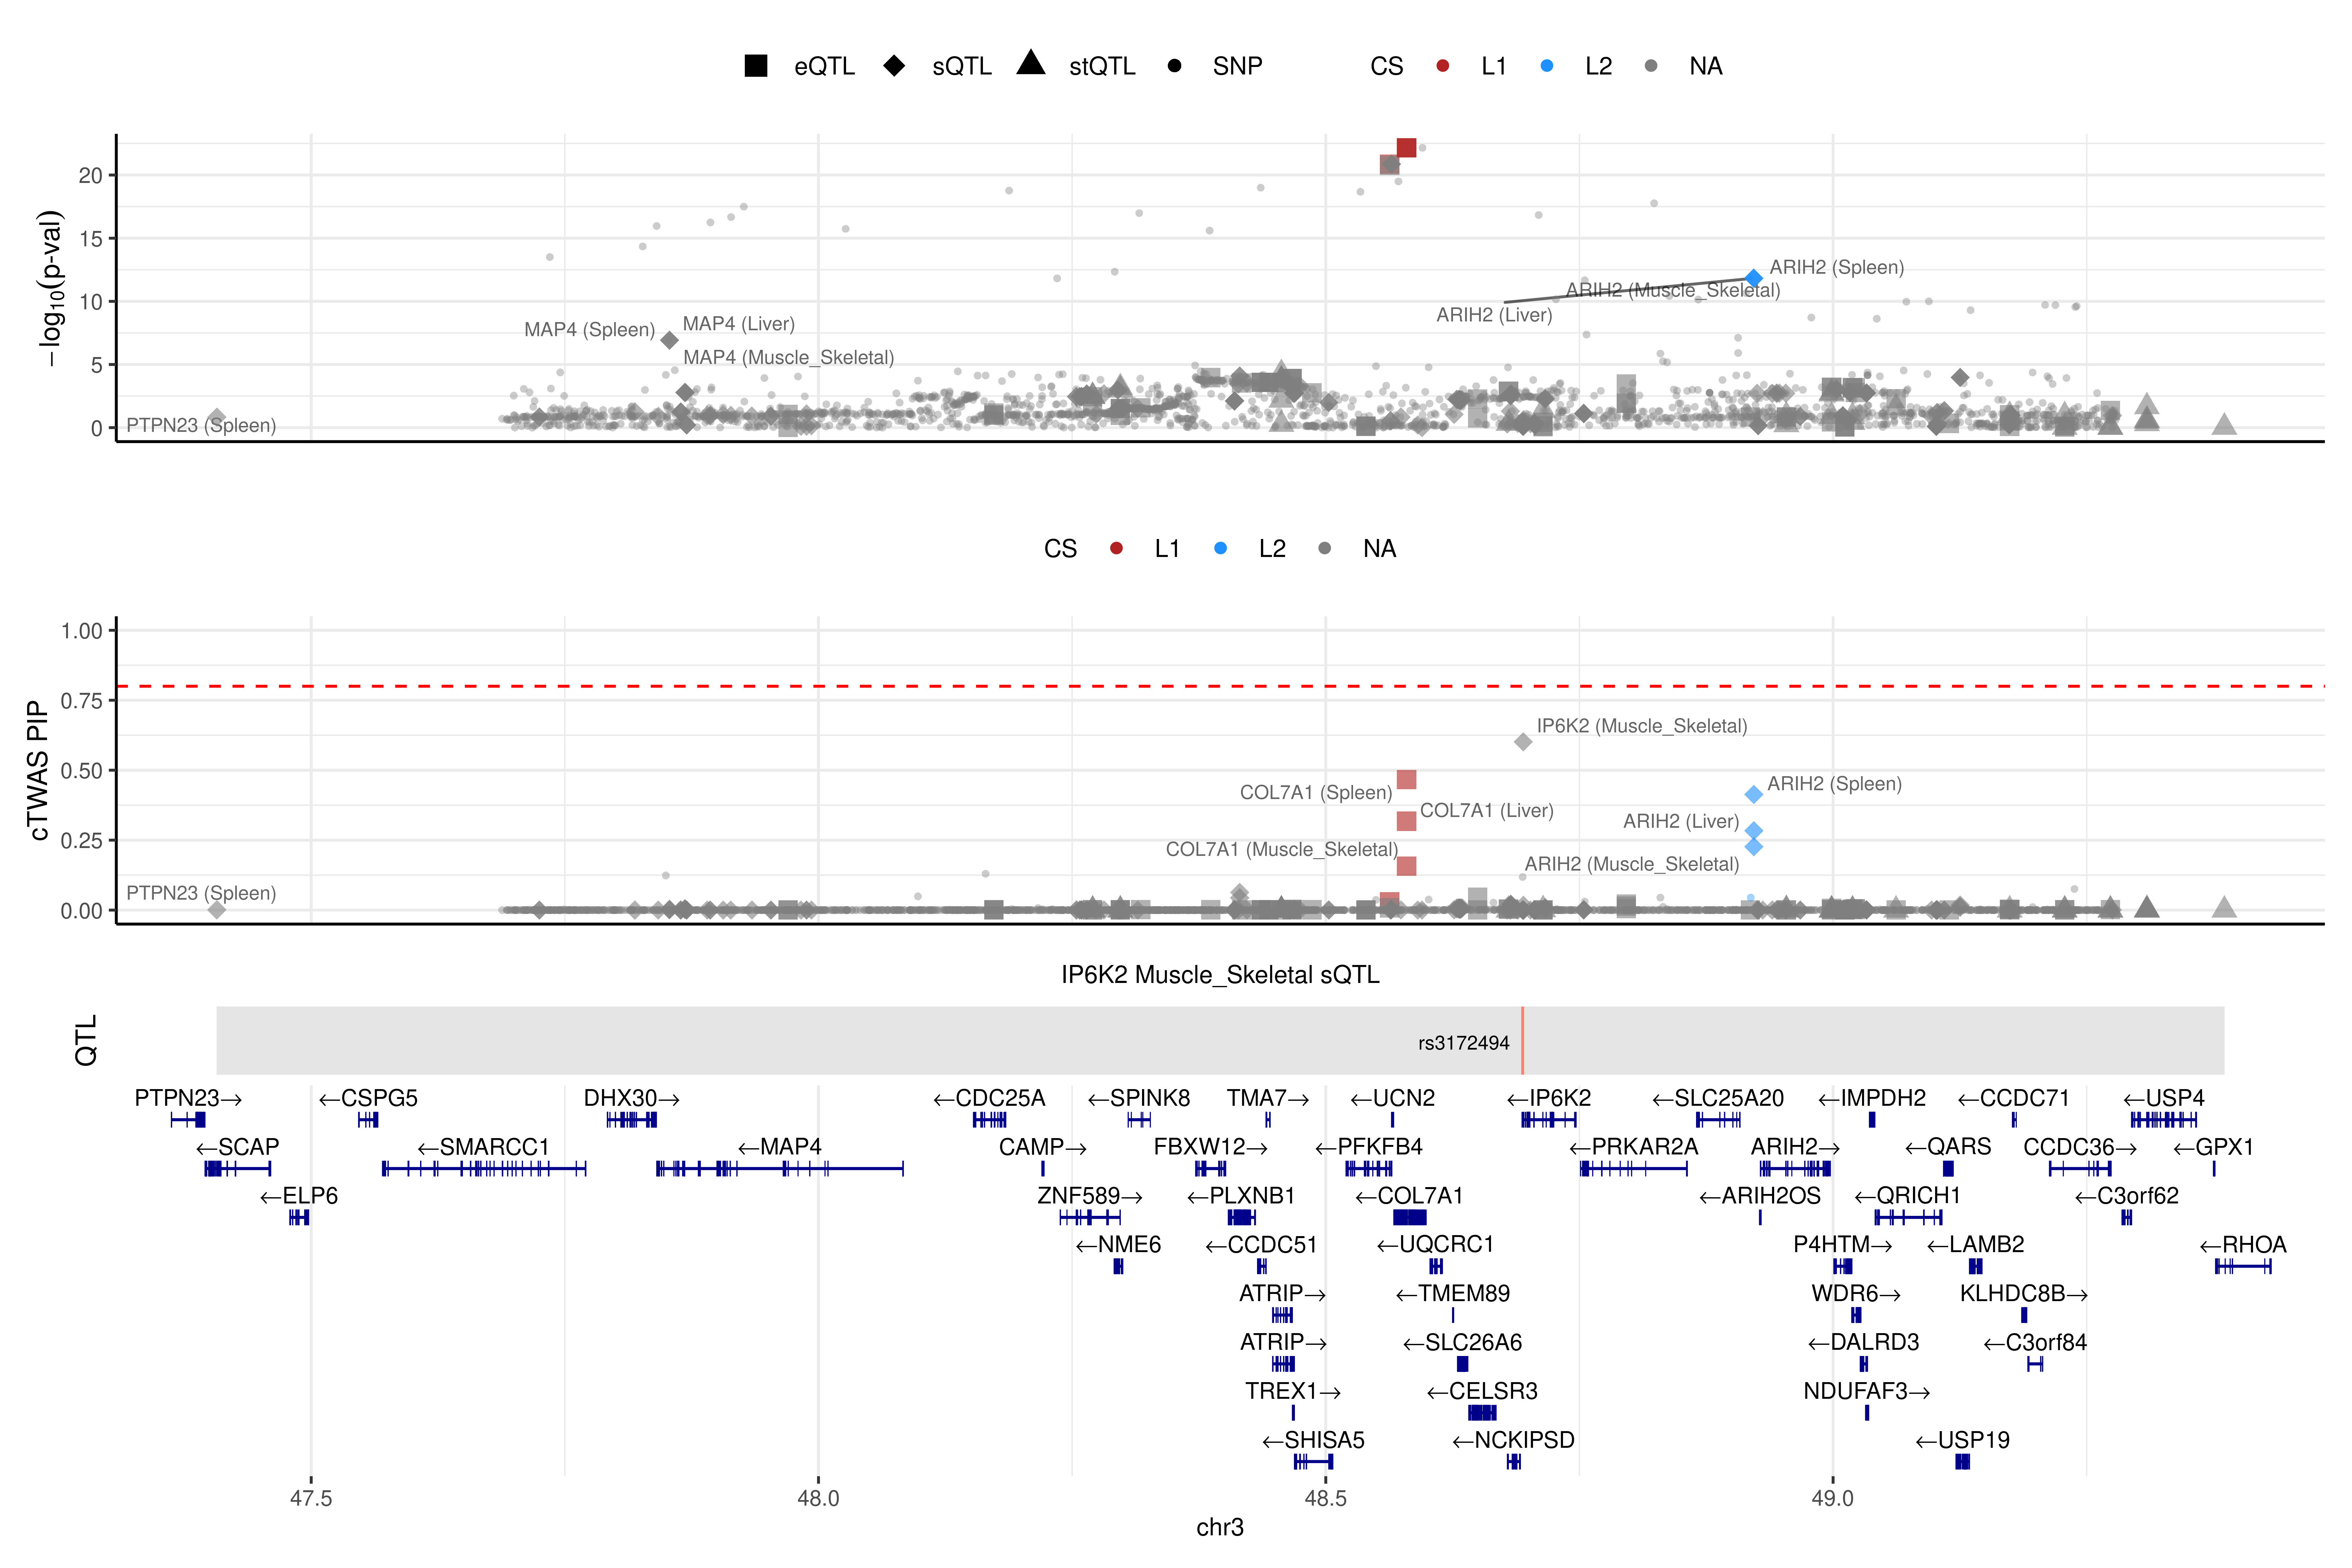 eQTL sQTL stQTL SNP CS L1 L2 NA
−log10(p-val)
20
15
10
5
0
ARIH2 (Spleen)
ARIH2 (Muscle_Skeletal)
ARIH2 (Liver)
MAP4 (Spleen)
MAP4 (Liver)
MAP4 (Muscle_Skeletal)
PTPN23 (Spleen)
CS L1 L2 NA
cTWAS PIP
1.00
0.75
0.50
0.25
0.00
IP6K2 (Muscle_Skeletal)
COL7A1 (Spleen)
ARIH2 (Spleen)
COL7A1 (Liver)
ARIH2 (Liver)
COL7A1 (Muscle_Skeletal)
ARIH2 (Muscle_Skeletal)
PTPN23 (Spleen)
IP6K2 Muscle_Skeletal sQTL
QTL
rs3172494
PTPN23→ ←CSPG5 DHX30→ ←CDC25A ←SPINK8 TMA7→ ←UCN2 ←IP6K2 ←SLC25A20 ←IMPDH2 ←CCDC71 ←USP4
←SCAP ←SMARCC1 ←MAP4 CAMP→ FBXW12→ ←PFKFB4 ←PRKAR2A ARIH2→ ←QARS CCDC36→ ←GPX1
←ELP6 ZNF589→ ←PLXNB1 ←COL7A1 ←ARIH2OS ←QRICH1 ←C3orf62
←NME6 ←CCDC51 ←UQCRC1 P4HTM→ ←LAMB2 ←RHOA
ATRIP→ ←TMEM89 WDR6→ KLHDC8B→
ATRIP→ ←SLC26A6 ←DALRD3 ←C3orf84
TREX1→ ←CELSR3 NDUFAF3→
←SHISA5 ←NCKIPSD ←USP19
47.5 48.0 48.5 49.0
chr3